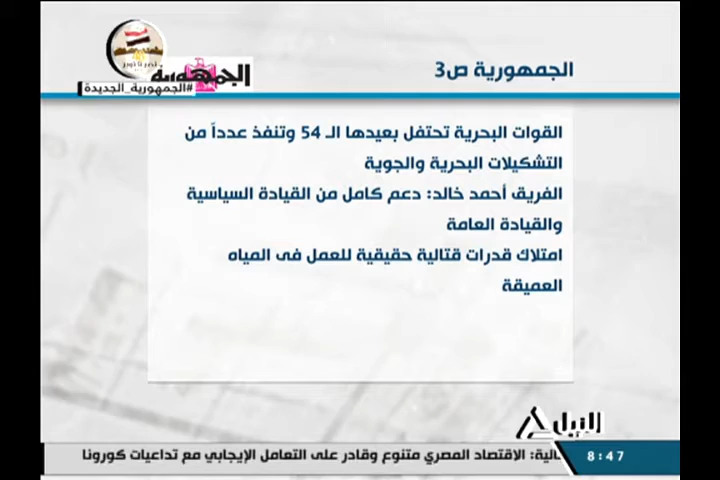 الجمهورية ص3
الجمهورية
#الجمهورية_الجديدة
القوات البحرية تحتفل بعيدها الـ 54 وتنفذ عدداً من
التشكيلات البحرية والجوية
الفريق أحمد خالد: دعم كامل من القيادة السياسية
والقيادة العامة
امتلاك قدرات قتالية حقيقية للعمل فى المياه
العميقة
النيل
الية: الاقتصاد المصري متنوع وقادر على التعامل الإيجابي مع تداعيات كورونا
8:47